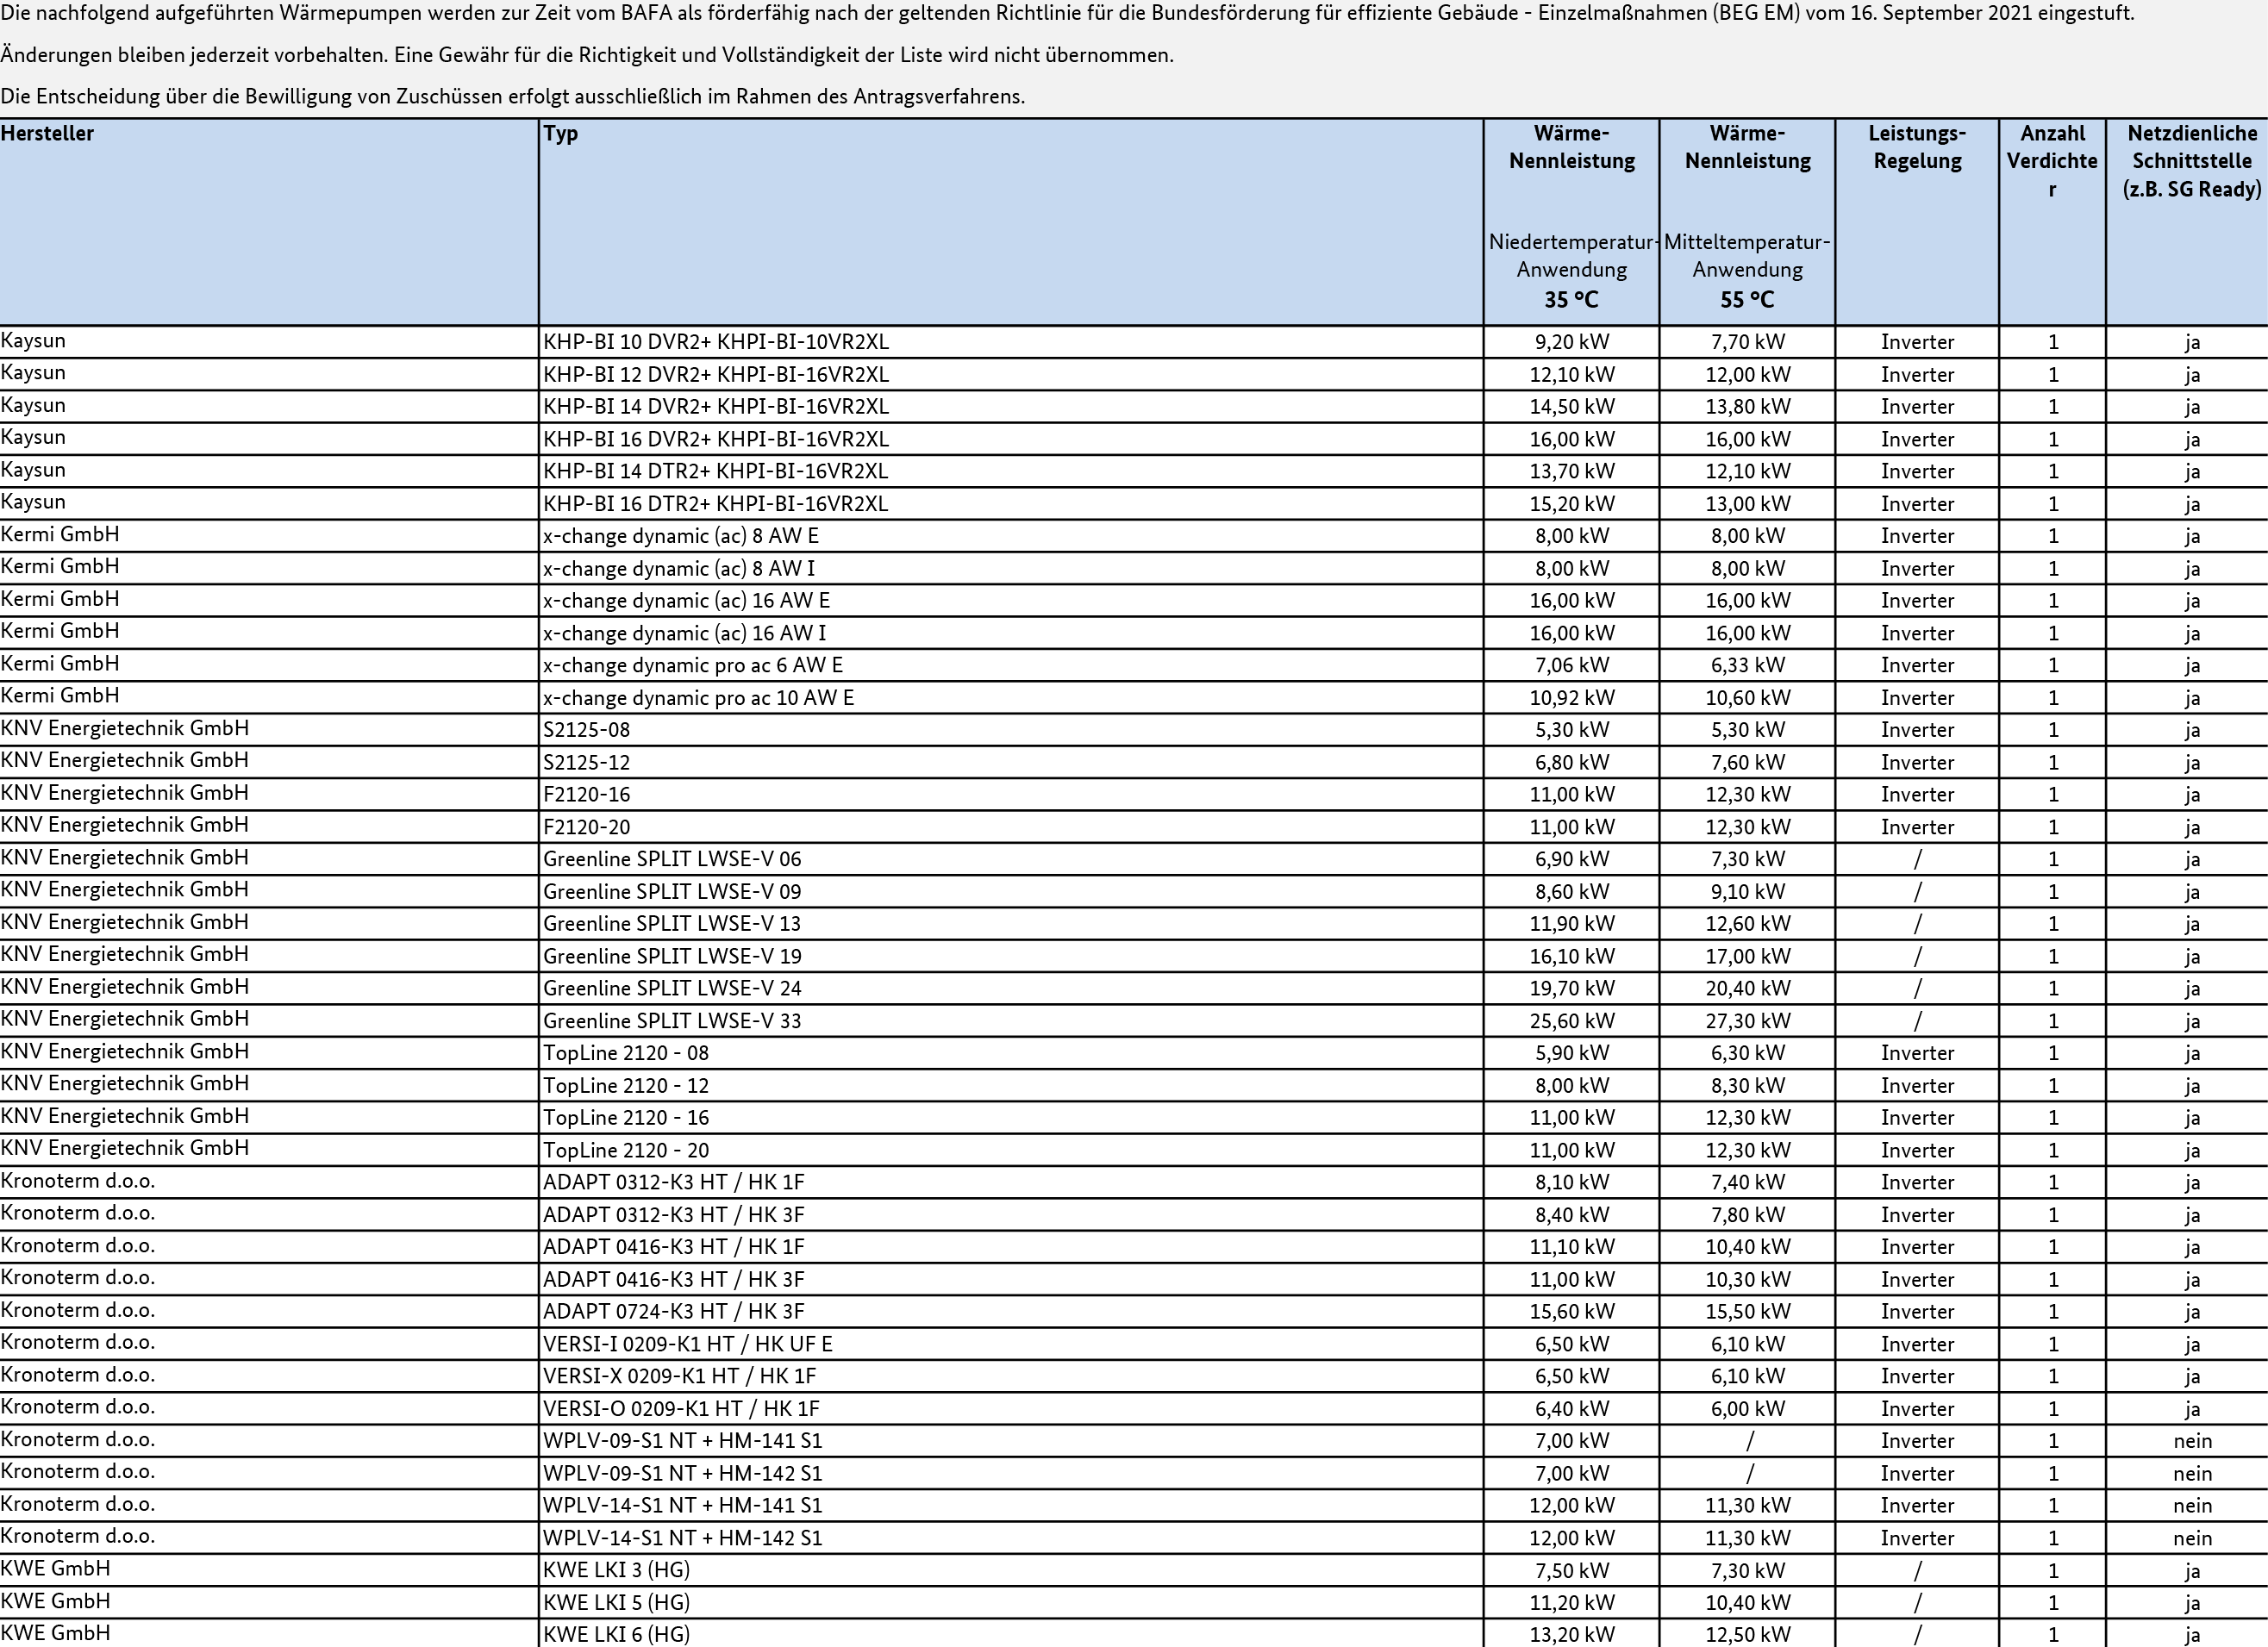 Die nachfolgend aufgeführten Wärmepumpen werden zur Zeit vom BAFA als förderfähig nach der geltenden Richtlinie für die Bundesförderung für effiziente Gebäude - Einzelmaßnahmen (BEG EM) vom 16. September 2021 eingestuft.
Änderungen bleiben jederzeit vorbehalten. Eine Gewähr für die Richtigkeit und Vollständigkeit der Liste wird nicht übernommen.
Die Entscheidung über die Bewilligung von Zuschüssen erfolgt ausschließlich im Rahmen des Antragsverfahrens.
Hersteller Typ Wärme- Wärme- Leistungs- Anzahl Netzdienliche
Nennleistung Nennleistung Regelung Verdichte Schnittstelle
r (z.B. SG Ready)
Niedertemperatur- Mitteltemperatur-
Anwendung Anwendung
35 °C 55 °C
Kaysun KHP-BI 10 DVR2+ KHPI-BI-10VR2XL 9,20 kW 7,70 kW Inverter 1 ja
Kaysun KHP-BI 12 DVR2+ KHPI-BI-16VR2XL 12,10 kW 12,00 kW Inverter 1 ja
Kaysun KHP-BI 14 DVR2+ KHPI-BI-16VR2XL 14,50 kW 13,80 kW Inverter 1 ja
Kaysun KHP-BI 16 DVR2+ KHPI-BI-16VR2XL 16,00 kW 16,00 kW Inverter 1 ja
Kaysun KHP-BI 14 DTR2+ KHPI-BI-16VR2XL 13,70 kW 12,10 kW Inverter 1 ja
Kaysun KHP-BI 16 DTR2+ KHPI-BI-16VR2XL 15,20 kW 13,00 kW Inverter 1 ja
Kermi GmbH x-change dynamic (ac) 8 AW E 8,00 kW 8,00 kW Inverter 1 ja
Kermi GmbH x-change dynamic (ac) 8 AW I 8,00 kW 8,00 kW Inverter 1 ja
Kermi GmbH x-change dynamic (ac) 16 AW E 16,00 kW 16,00 kW Inverter 1 ja
Kermi GmbH x-change dynamic (ac) 16 AW I 16,00 kW 16,00 kW Inverter 1 ja
Kermi GmbH x-change dynamic pro ac 6 AW E 7,06 kW 6,33 kW Inverter 1 ja
Kermi GmbH x-change dynamic pro ac 10 AW E 10,92 kW 10,60 kW Inverter 1 ja
KNV Energietechnik GmbH S2125-08 5,30 kW 5,30 kW Inverter 1 ja
KNV Energietechnik GmbH S2125-12 6,80 kW 7,60 kW Inverter 1 ja
KNV Energietechnik GmbH F2120-16 11,00 kW 12,30 kW Inverter 1 ja
KNV Energietechnik GmbH F2120-20 11,00 kW 12,30 kW Inverter 1 ja
KNV Energietechnik GmbH Greenline SPLIT LWSE-V 06 6,90 kW 7,30 kW / 1 ja
KNV Energietechnik GmbH Greenline SPLIT LWSE-V 09 8,60 kW 9,10 kW / 1 ja
KNV Energietechnik GmbH Greenline SPLIT LWSE-V 13 11,90 kW 12,60 kW / 1 ja
KNV Energietechnik GmbH Greenline SPLIT LWSE-V 19 16,10 kW 17,00 kW / 1 ja
KNV Energietechnik GmbH Greenline SPLIT LWSE-V 24 19,70 kW 20,40 kW / 1 ja
KNV Energietechnik GmbH Greenline SPLIT LWSE-V 33 25,60 kW 27,30 kW / 1 ja
KNV Energietechnik GmbH TopLine 2120 - 08 5,90 kW 6,30 kW Inverter 1 ja
KNV Energietechnik GmbH TopLine 2120 - 12 8,00 kW 8,30 kW Inverter 1 ja
KNV Energietechnik GmbH TopLine 2120 - 16 11,00 kW 12,30 kW Inverter 1 ja
KNV Energietechnik GmbH TopLine 2120 - 20 11,00 kW 12,30 kW Inverter 1 ja
Kronoterm d.o.o. ADAPT 0312-K3 HT / HK 1F 8,10 kW 7,40 kW Inverter 1 ja
Kronoterm d.o.o. ADAPT 0312-K3 HT / HK 3F 8,40 kW 7,80 kW Inverter 1 ja
Kronoterm d.o.o. ADAPT 0416-K3 HT / HK 1F 11,10 kW 10,40 kW Inverter 1 ja
Kronoterm d.o.o. ADAPT 0416-K3 HT / HK 3F 11,00 kW 10,30 kW Inverter 1 ja
Kronoterm d.o.o. ADAPT 0724-K3 HT / HK 3F 15,60 kW 15,50 kW Inverter 1 ja
Kronoterm d.o.o. VERSI-I 0209-K1 HT / HK UF E 6,50 kW 6,10 kW Inverter 1 ja
Kronoterm d.o.o. VERSI-X 0209-K1 HT / HK 1F 6,50 kW 6,10 kW Inverter 1 ja
Kronoterm d.o.o. VERSI-O 0209-K1 HT / HK 1F 6,40 kW 6,00 kW Inverter 1 ja
Kronoterm d.o.o. WPLV-09-S1 NT + HM-141 S1 7,00 kW / Inverter 1 nein
Kronoterm d.o.o. WPLV-09-S1 NT + HM-142 S1 7,00 kW / Inverter 1 nein
Kronoterm d.o.o. WPLV-14-S1 NT + HM-141 S1 12,00 kW 11,30 kW Inverter 1 nein
Kronoterm d.o.o. WPLV-14-S1 NT + HM-142 S1 12,00 kW 11,30 kW Inverter 1 nein
KWE GmbH KWE LKI 3 (HG) 7,50 kW 7,30 kW / 1 ja
KWE GmbH KWE LKI 5 (HG) 11,20 kW 10,40 kW / 1 ja
KWE GmbH KWE LKI 6 (HG) 13,20 kW 12,50 kW / 1 ja